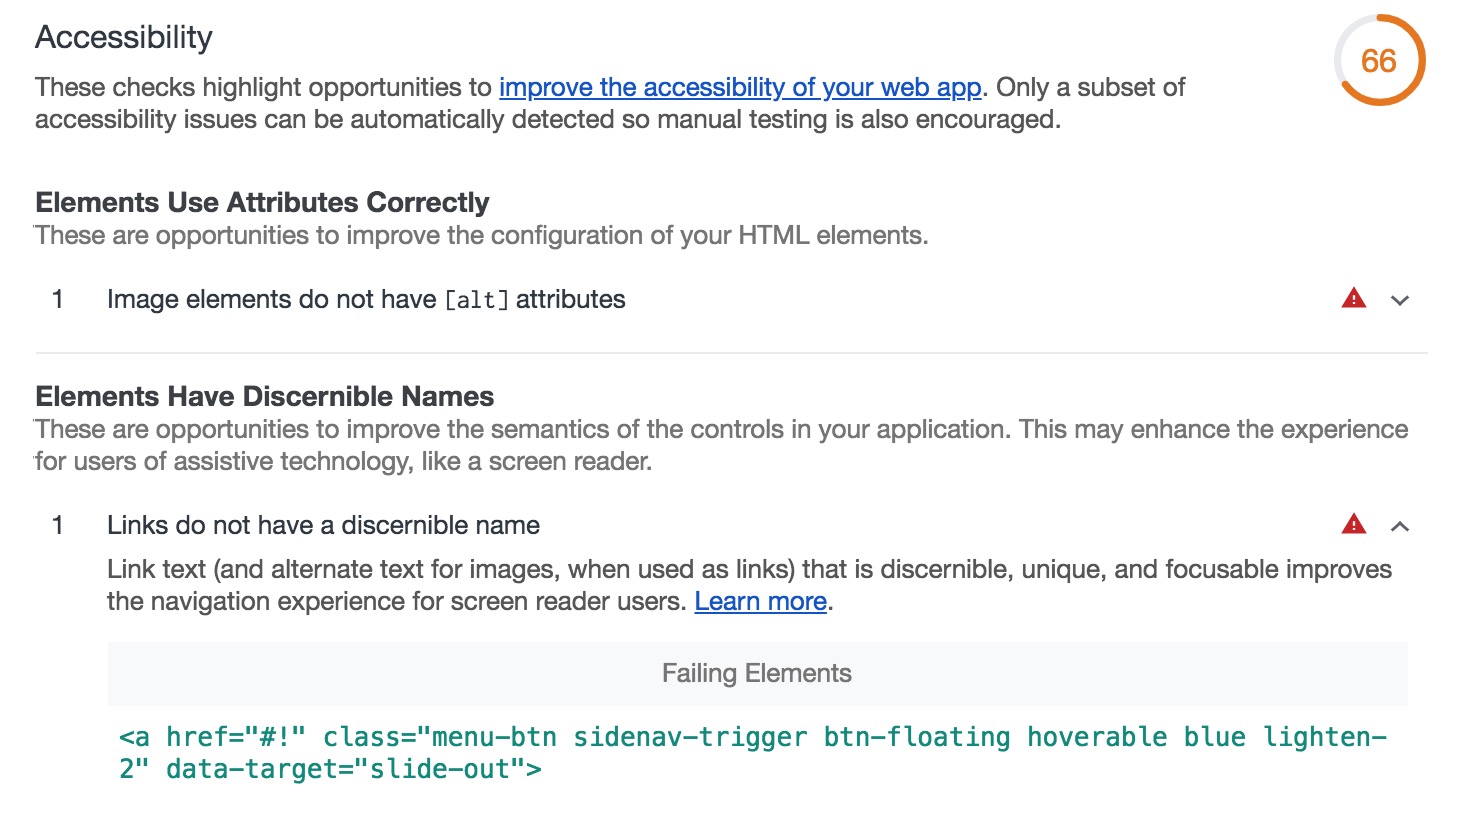 Accessibility
66
These checks highlight opportunities to improve the accessibility of your web app. Only a subset of
accessibility issues can be automatically detected so manual testing is also encouraged.
Elements Use Attributes Correctly
These are opportunities to improve the configuration of your HTML elements.
1 Image elements do not have [alt] attributes
Elements Have Discernible Names
These are opportunities to improve the semantics of the controls in your application. This may enhance the experience
for users of assistive technology, like a screen reader.
1 Links do not have a discernible name
Link text (and alternate text for images, when used as links) that is discernible, unique, and focusable improves
the navigation experience for screen reader users. Learn more.
Failing Elements
<a href="#!" class="menu-btn sidenav-trigger btn-floating hoverable blue lighten-
2" data-target="slide-out">